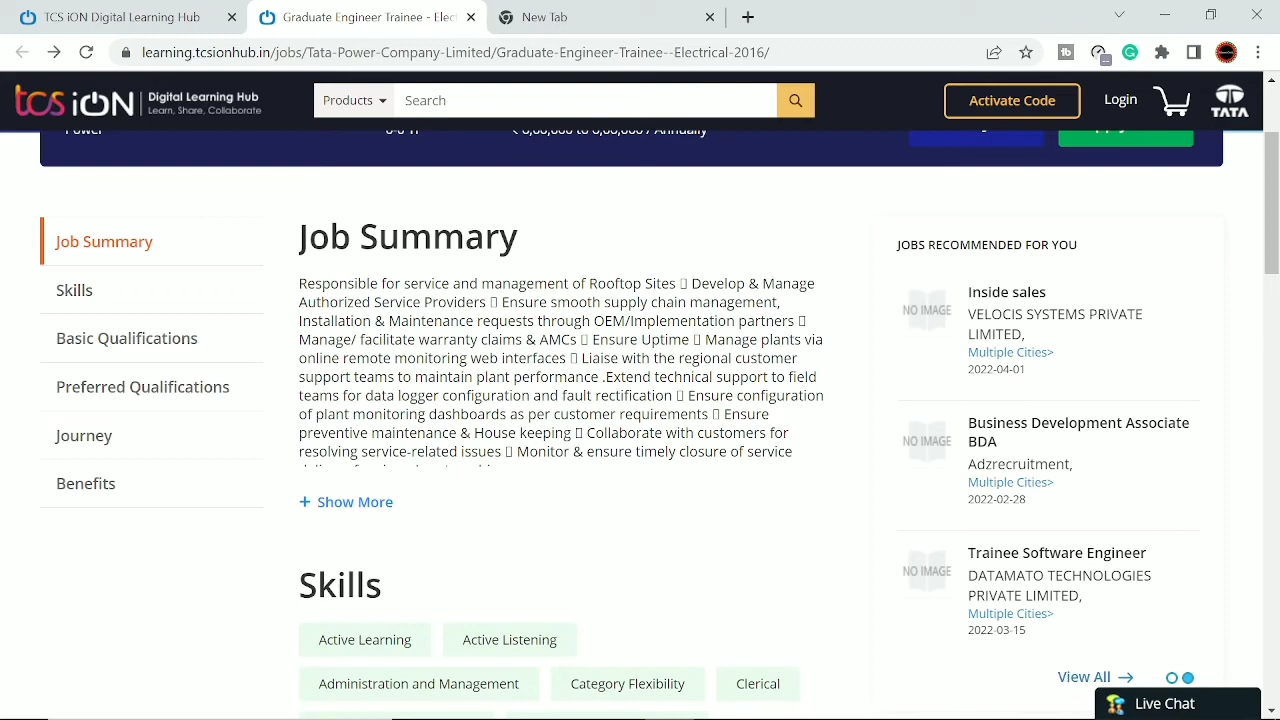 TCS iON Digital Learning Hub
Graduate Engineer Trainee - Elect
New Tab
learning.tcsionhub.in/jobs/Tata-Power-Company-Limited/Graduate-Engineer-Trainee--Electrical-2016/
tcs iON
Digital Learning Hub
Learn, Share, Collaborate
Products
Search
Activate Code
Login
TATA
Power
Annually
Job Summary
Skills
Basic Qualifications
Preferred Qualifications
Journey
Benefits
Job Summary
Responsible for service and management of Rooftop Sites  Develop & Manage
Authorized Service Providers  Ensure smooth supply chain management,
Installation & Maintenance requests through OEM/Implementation partners 
Manage/ facilitate warranty claims & AMCs  Ensure Uptime  Manage plants via
online remote monitoring web interfaces  Liaise with the regional customer
support teams to maintain plant performance .Extend technical support to field
teams for data logger configuration and fault rectification  Ensure configuration
of plant monitoring dashboards as per customer requirements  Ensure
preventive maintenance & House keeping  Collaborate with customers for
resolving service-related issues  Monitor & ensure timely closure of service
+ Show More
Skills
Active Learning
Active Listening
Administration and Management
Category Flexibility
Clerical
JOBS RECOMMENDED FOR YOU
NO IMAGE
Inside sales
VELOCIS SYSTEMS PRIVATE
LIMITED,
Multiple Cities>
2022-04-01
NO IMAGE
Business Development Associate
BDA
Adzrecruitment,
Multiple Cities>
2022-02-28
NO IMAGE
Trainee Software Engineer
DATAMATO TECHNOLOGIES
PRIVATE LIMITED,
Multiple Cities>
2022-03-15
View All
Live Chat